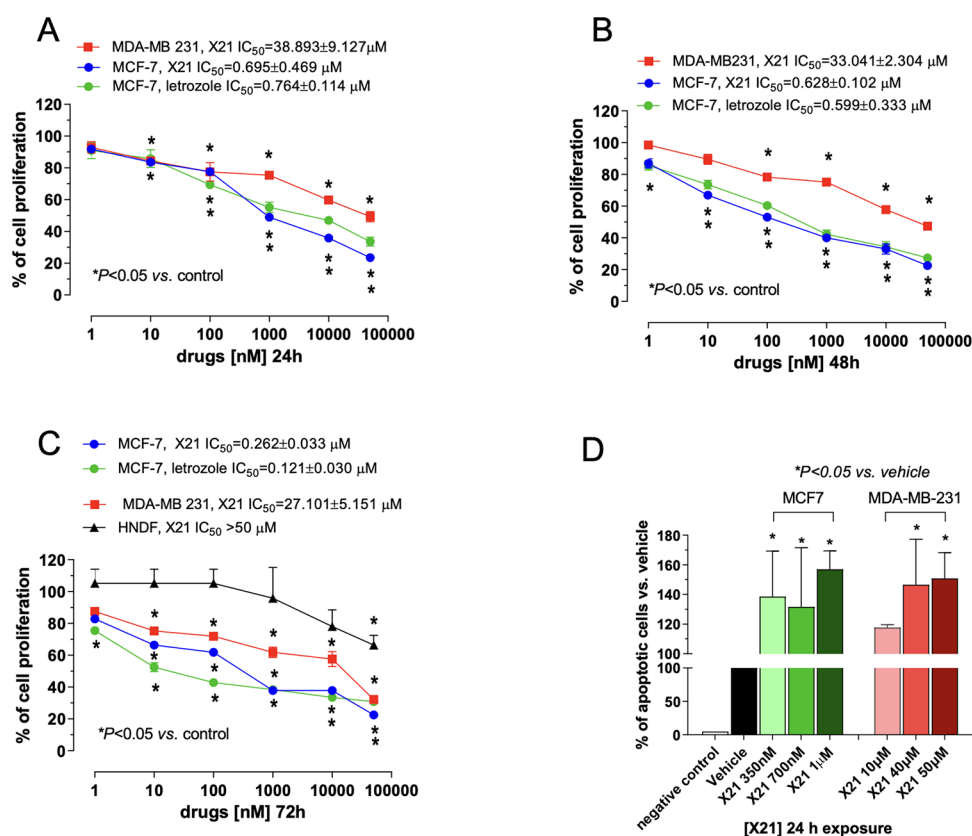 A
MDA-MB 231, X21 IC50=38.893±9.127µM
MCF-7, X21 IC50=0.695±0.469 µM
MCF-7, letrozole IC50=0.764±0.114 µM
% of cell proliferation
120
100
80
60
40
20
0
*P<0.05 vs. control
1 10 100 1000 10000 100000
drugs [nM] 24h
B
MDA-MB231, X21 IC50=33.041±2.304 µM
MCF-7, X21 IC50=0.628±0.102 µM
MCF-7, letrozole IC50=0.599±0.333 µM
% of cell proliferation
120
100
80
60
40
20
0
*P<0.05 vs. control
1 10 100 1000 10000 100000
drugs [nM] 48h
C
MCF-7, X21 IC50=0.262±0.033 µM
MCF-7, letrozole IC50=0.121±0.030 µM
MDA-MB 231, X21 IC50=27.101±5.151 µM
HNDF, X21 IC50 >50 µM
% of cell proliferation
120
100
80
60
40
20
0
*P<0.05 vs. control
1 10 100 1000 10000 100000
drugs [nM] 72h
D
*P<0.05 vs. vehicle
MCF7 MDA-MB-231
% of apoptotic cells vs. vehicle
180
160
140
120
100
100
50
0
negative control
Vehicle
X21 350nM
X21 700nM
X21 1µM
X21 10µM
X21 40µM
X21 50µM
[X21] 24 h exposure